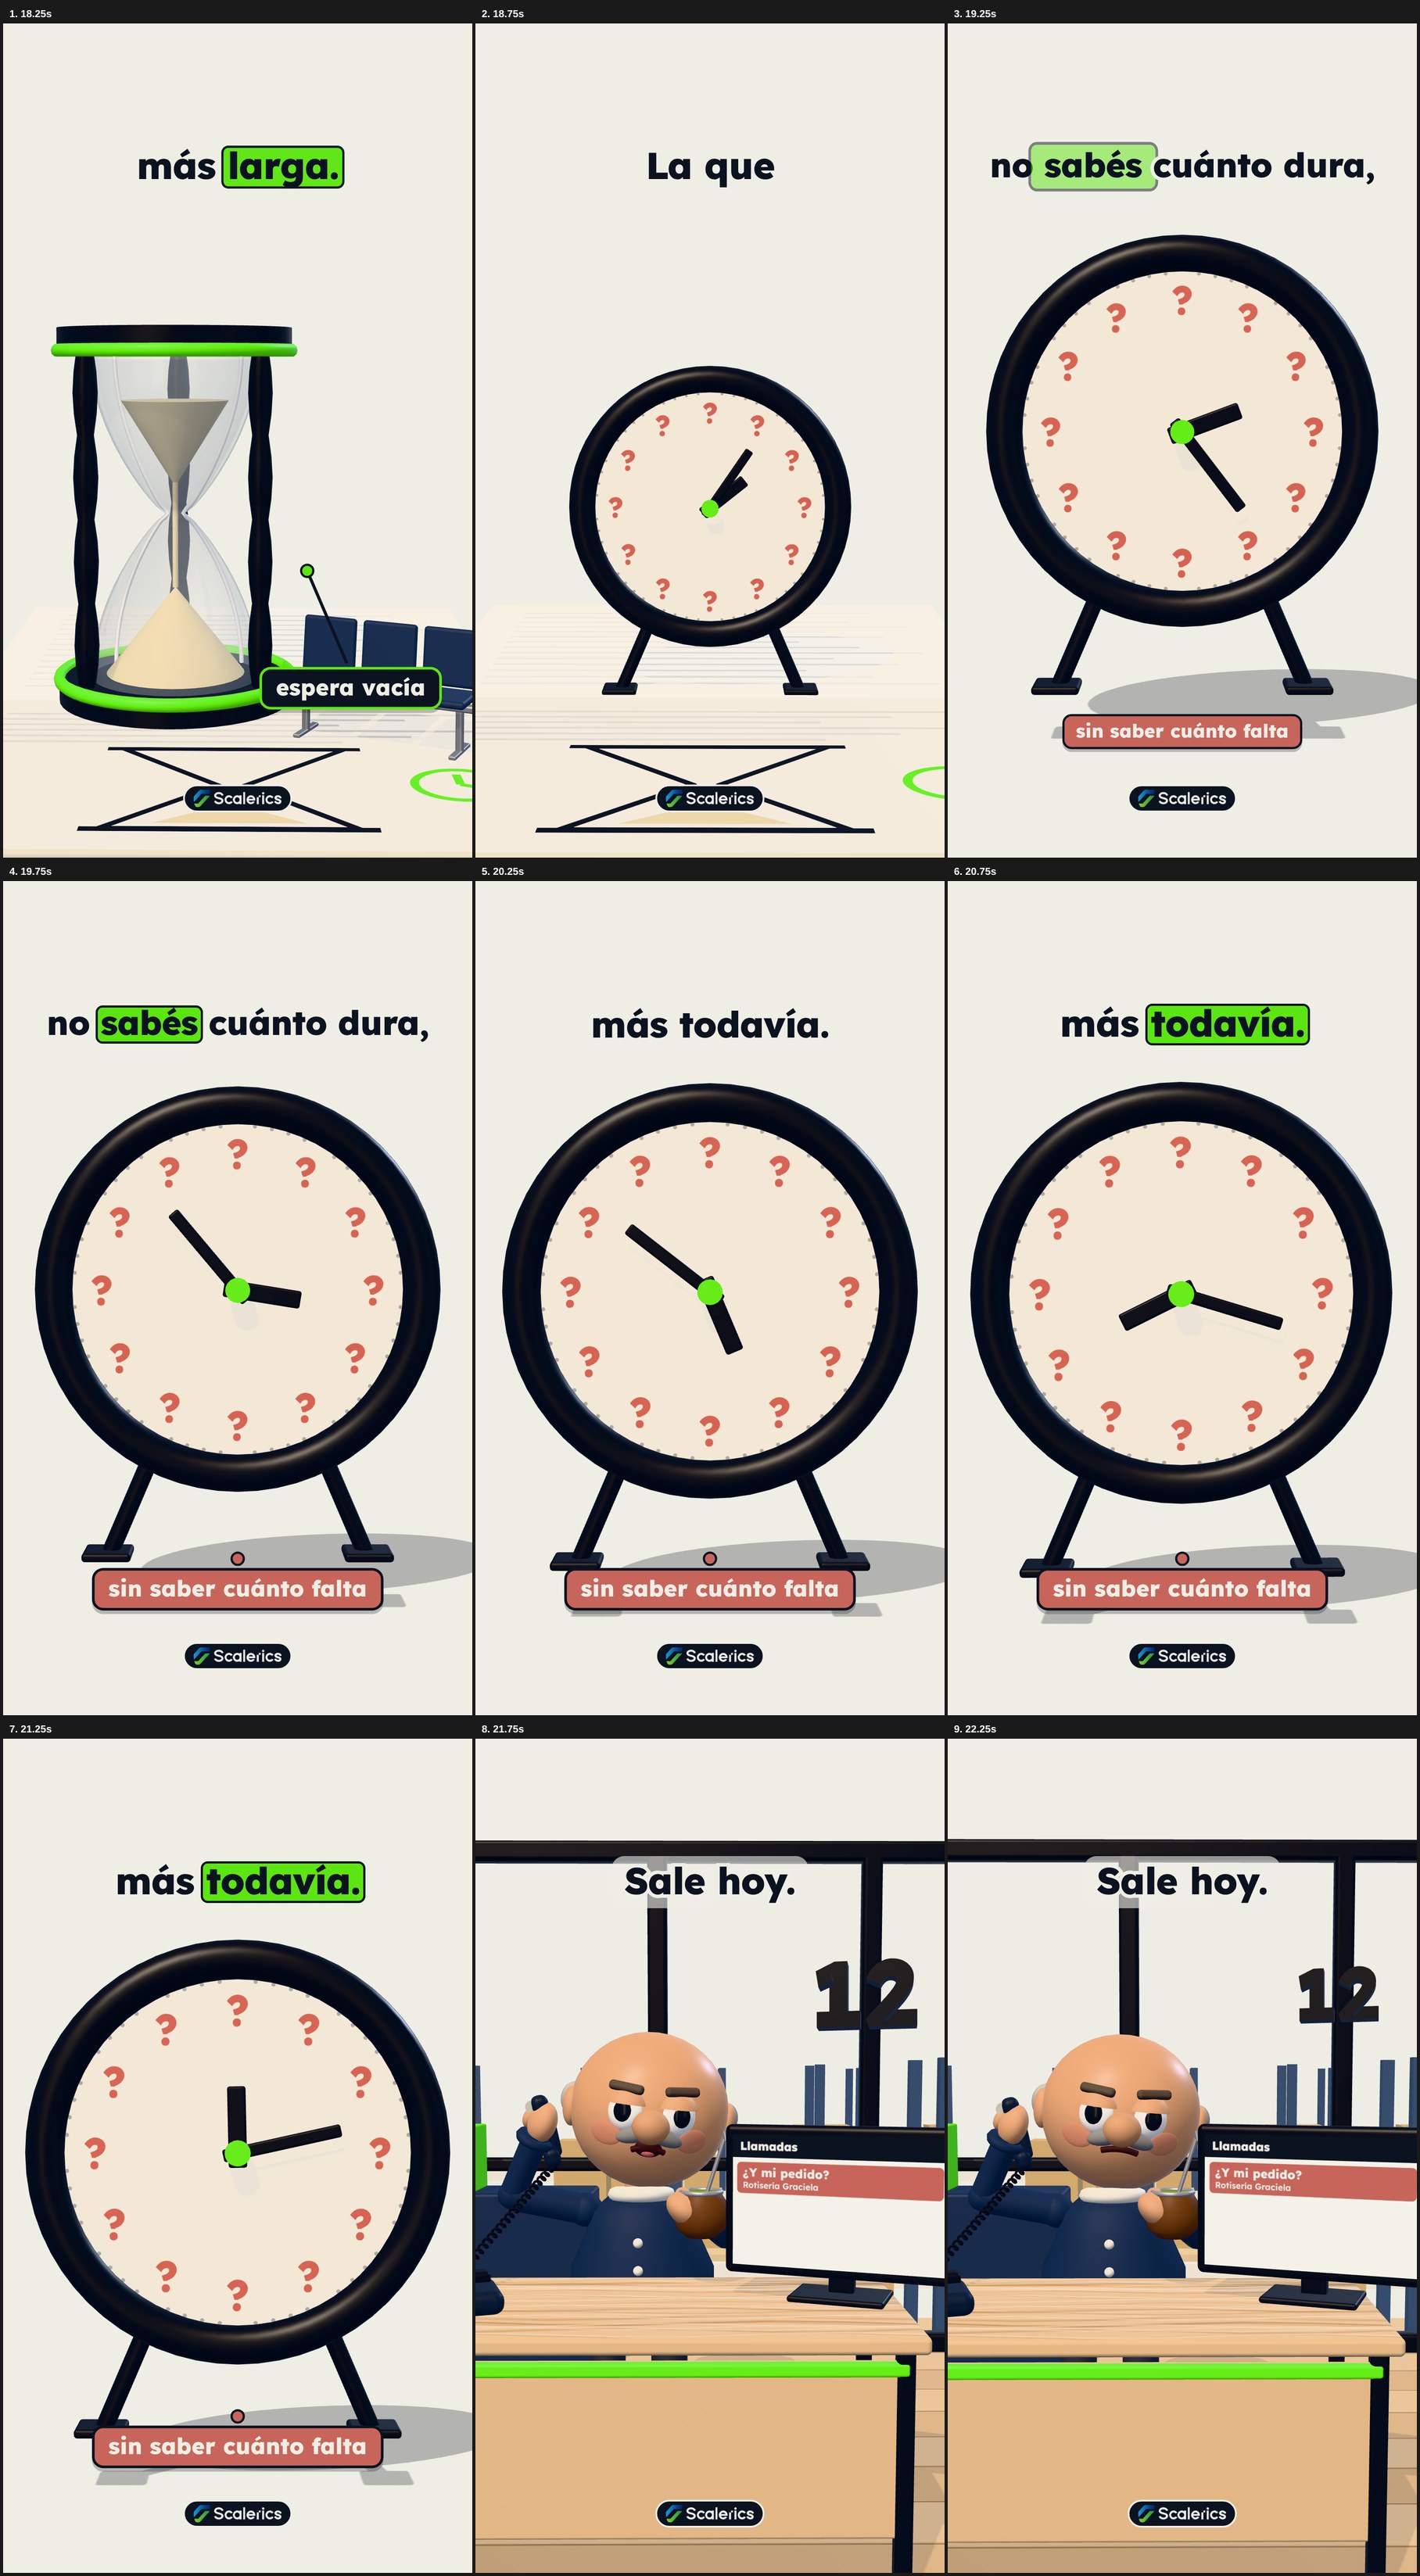 1. 18.25s
más larga.
espera vacía
Scalerics
2. 18.75s
La que
? ? ? ? ? ? ? ? ? ? ? ?
Scalerics
3. 19.25s
no sabés cuánto dura,
? ? ? ? ? ? ? ? ? ? ? ?
sin saber cuánto falta
Scalerics
4. 19.75s
no sabés cuánto dura,
? ? ? ? ? ? ? ? ? ? ? ?
sin saber cuánto falta
Scalerics
5. 20.25s
más todavía.
? ? ? ? ? ? ? ? ? ? ? ?
sin saber cuánto falta
Scalerics
6. 20.75s
más todavía.
? ? ? ? ? ? ? ? ? ? ? ?
sin saber cuánto falta
Scalerics
7. 21.25s
más todavía.
? ? ? ? ? ? ? ? ? ? ? ?
sin saber cuánto falta
Scalerics
8. 21.75s
Sale hoy.
12
Llamadas
¿Y mi pedido?
Rotisería Graciela
Scalerics
9. 22.25s
Sale hoy.
12
Llamadas
¿Y mi pedido?
Rotisería Graciela
Scalerics